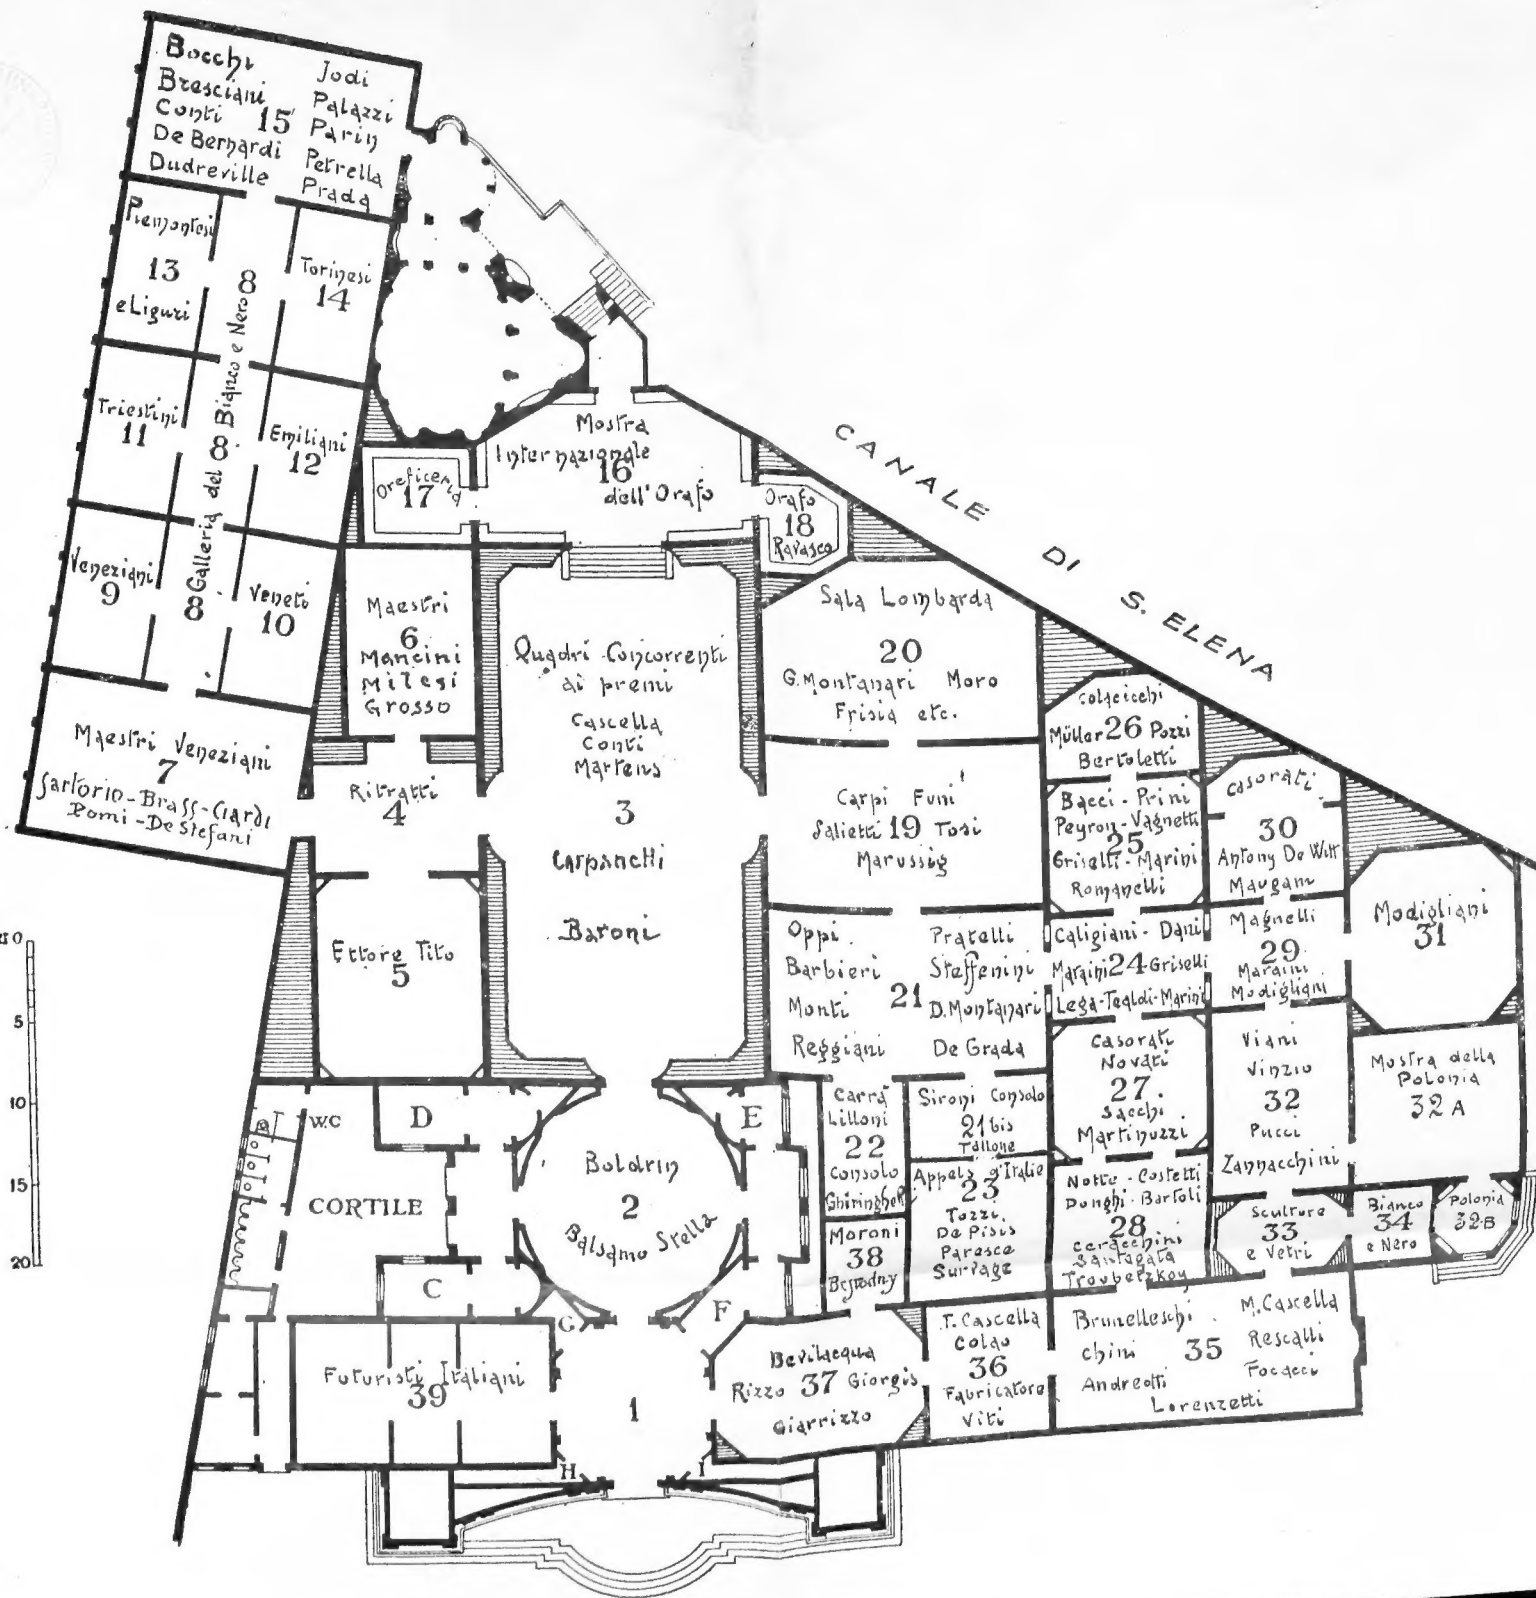 Bocchi
Bresciani
Conti
De Bernardi
Dudreville
15
Jodi
Palazzi
Parin
Petrella
Prada
Piemontesi
13
e Liguri
Torinesi
14
8 Galleria del 8 Bianco e Nero 8
Triestini
11
Emiliani
12
Veneziani
9
Veneto
10
Maestri Veneziani
7
Sartorio-Brass-Ciardi
Pomi-De Stefani
Mostra
Internazionale
16
dell'Orafo
Oreficeria
17
Orafo
18
Ravasco
CANALE DI S. ELENA
Maestri
6
Mancini
Milesi
Grosso
Ritratti
4
Ettore Tito
5
Quadri Concorrenti
ai premi
Cascella
Conti
Martens
3
Carpanetti
Baroni
Sala Lombarda
20
G. Montanari Moro
Frisia etc.
Carpi Funi
Salietti 19 Tosi
Marussig
Oppi
Barbieri
Monti
Reggiani
21
Pratelli
Steffenini
D. Montanari
De Grada
Colacicchi
Müller 26 Pozzi
Bertoletti
Bacci-Prini
Peyron-Vagnetti
25
Griselli-Marini
Romanelli
Casorati
30
Antony De Witt
Maugam
Modigliani
31
Caligiani-Dani
Maraini 24-Griselli
Lega-Tealdi-Marini
Magnelli
29
Maraini
Modigliani
Casorati
Novati
27
Sacchi
Martinuzzi
Viani
Vinzio
32
Pucci
Zannacchini
Mostra della
Polonia
32 A
Carrà
Lilloni
22
Consolo
Ghiringhelli
Sironi Consolo
21 bis
Tallone
Appels d'Italie
23
Tozzi
De Pisis
Paresce
Survage
Notte-Costetti
Donghi-Bartoli
28
Ceracchini
Santagata
Troubetzkoy
Sculture
33
e Vetri
Bianco
34
e Nero
Polonia
32-B
Moroni
38
WC
D
E
CORTILE
Boldrin
2
Balsamo Stella
C
F
G
Futuristi Italiani
39
1
H
I
Bevilacqua
Rizzo 37 Giorgis
Giarrizzo
T. Cascella
Colao
36
Fabricatore
Viti
Brunelleschi
Chini
Andreotti
35
M. Cascella
Rescalli
Focacci
Lorenzetti
0
5
10
15
20